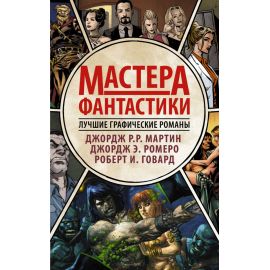 МАСТЕРА
ФАНТАСТИКИ
ЛУЧШИЕ ГРАФИЧЕСКИЕ РОМАНЫ
ДЖОРДЖ Р.Р. МАРТИН
ДЖОРДЖ Э. РОМЕРО
РОБЕРТ И. ГОВАРД